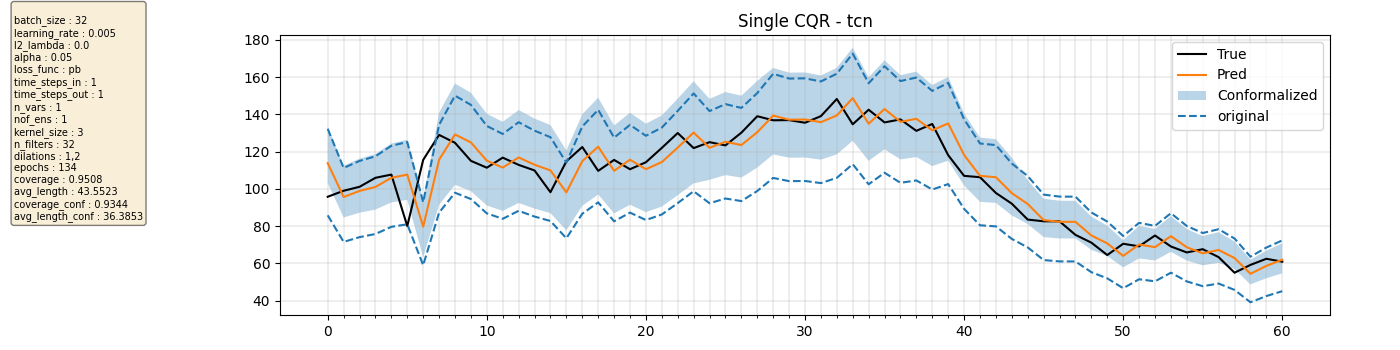 batch_size : 32
learning_rate : 0.005
l2_lambda : 0.0
alpha : 0.05
loss_func : pb
time_steps_in : 1
time_steps_out : 1
n_vars : 1
nof_ens : 1
kernel_size : 3
n_filters : 32
dilations : 1,2
epochs : 134
coverage : 0.9508
avg_length : 43.5523
coverage_conf : 0.9344
avg_length_conf : 36.3853
Single CQR - tcn
180
160
140
120
100
80
60
40
0 10 20 30 40 50 60
True
Pred
Conformalized
original